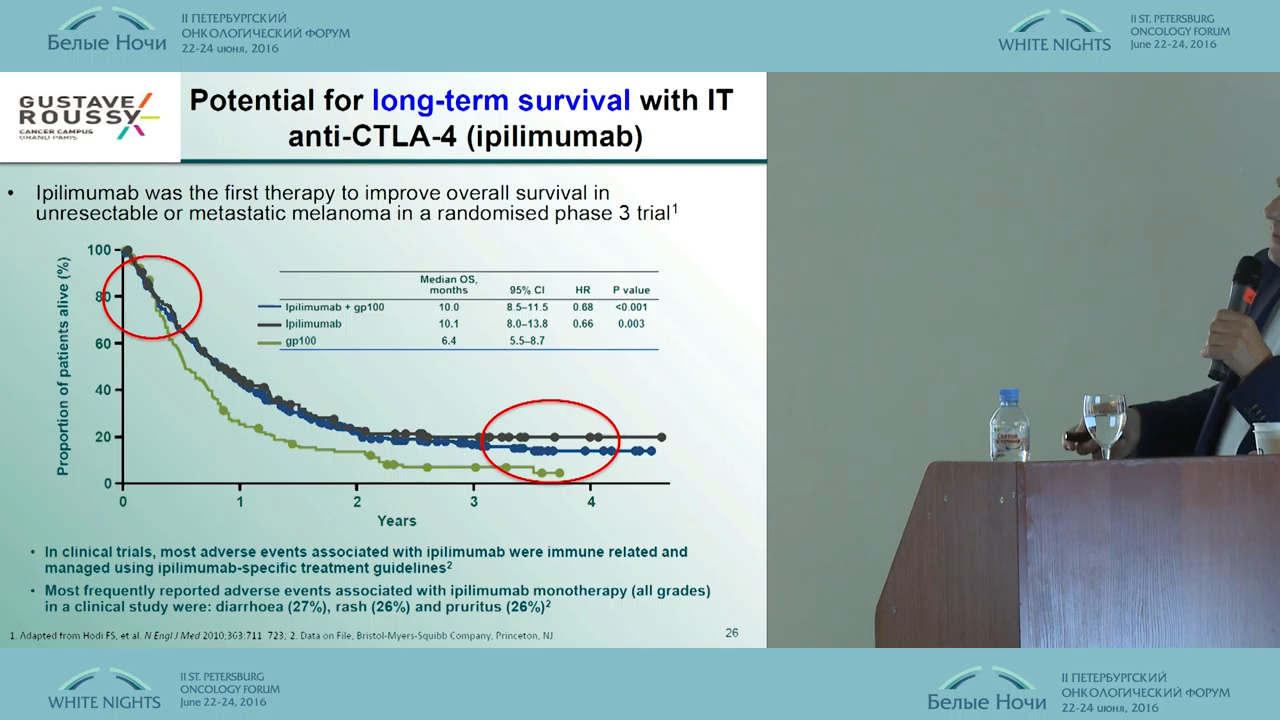 II ПЕТЕРБУРГСКИЙ
ОНКОЛОГИЧЕСКИЙ ФОРУМ
Белые Ночи
22-24 июня, 2016
II ST. PETERSBURG
ONCOLOGY FORUM
WHITE NIGHTS
June 22-24, 2016
GUSTAVE
ROUSSY
CANCER CAMPUS
GRAND PARIS
Potential for long-term survival with IT
anti-CTLA-4 (ipilimumab)
• Ipilimumab was the first therapy to improve overall survival in
unresectable or metastatic melanoma in a randomised phase 3 trial1
Proportion of patients alive (%)
100
80
60
40
20
0
0 1 2 3 4
Years
Median OS, months 95% CI HR P value
Ipilimumab + gp100 10.0 8.5–11.5 0.68 <0.001
Ipilimumab 10.1 8.0–13.8 0.66 0.003
gp100 6.4 5.5–8.7
• In clinical trials, most adverse events associated with ipilimumab were immune related and
managed using ipilimumab-specific treatment guidelines2
• Most frequently reported adverse events associated with ipilimumab monotherapy (all grades)
in a clinical study were: diarrhoea (27%), rash (26%) and pruritus (26%)2
1. Adapted from Hodi FS, et al. N Engl J Med 2010;363:711 723; 2. Data on File, Bristol-Myers-Squibb Company, Princeton, NJ.
26
II ST. PETERSBURG
ONCOLOGY FORUM
WHITE NIGHTS
June 22-24, 2016
II ПЕТЕРБУРГСКИЙ
ОНКОЛОГИЧЕСКИЙ ФОРУМ
Белые Ночи
22-24 июня, 2016